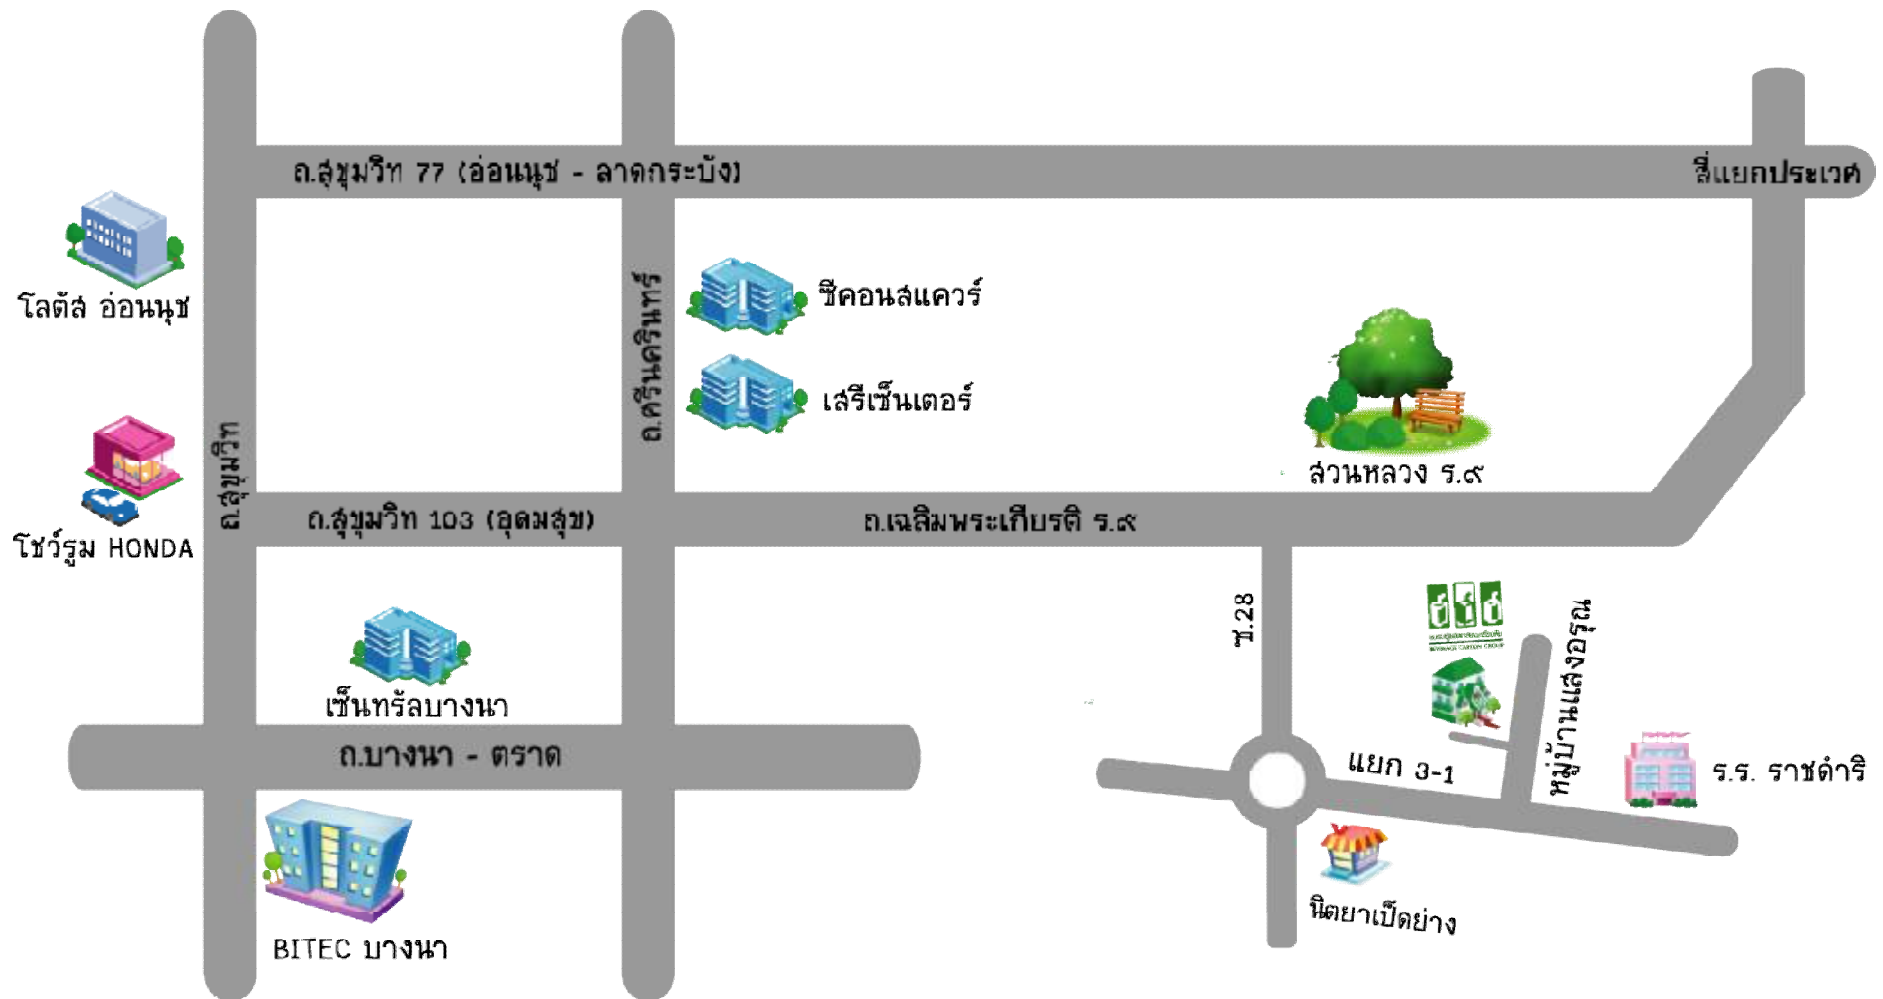 ถ.สุขุมวิท 77 (อ่อนนุช - ลาดกระบัง)
สี่แยกประเวศ
โลตัส อ่อนนุช
ถ.ศรีนครินทร์
ซีคอนสแควร์
เสรีเซ็นเตอร์
สวนหลวง ร.๙
ถ.สุขุมวิท
โชว์รูม HONDA
ถ.สุขุมวิท 103 (อุดมสุข)
ถ.เฉลิมพระเกียรติ ร.๙
ซ.28
BEVERAGE CARTON GROUP
หมู่บ้านแสงอรุณ
เซ็นทรัลบางนา
ถ.บางนา - ตราด
แยก 3-1
ร.ร. ราชดำริ
นิตยาเป็ดย่าง
BITEC บางนา